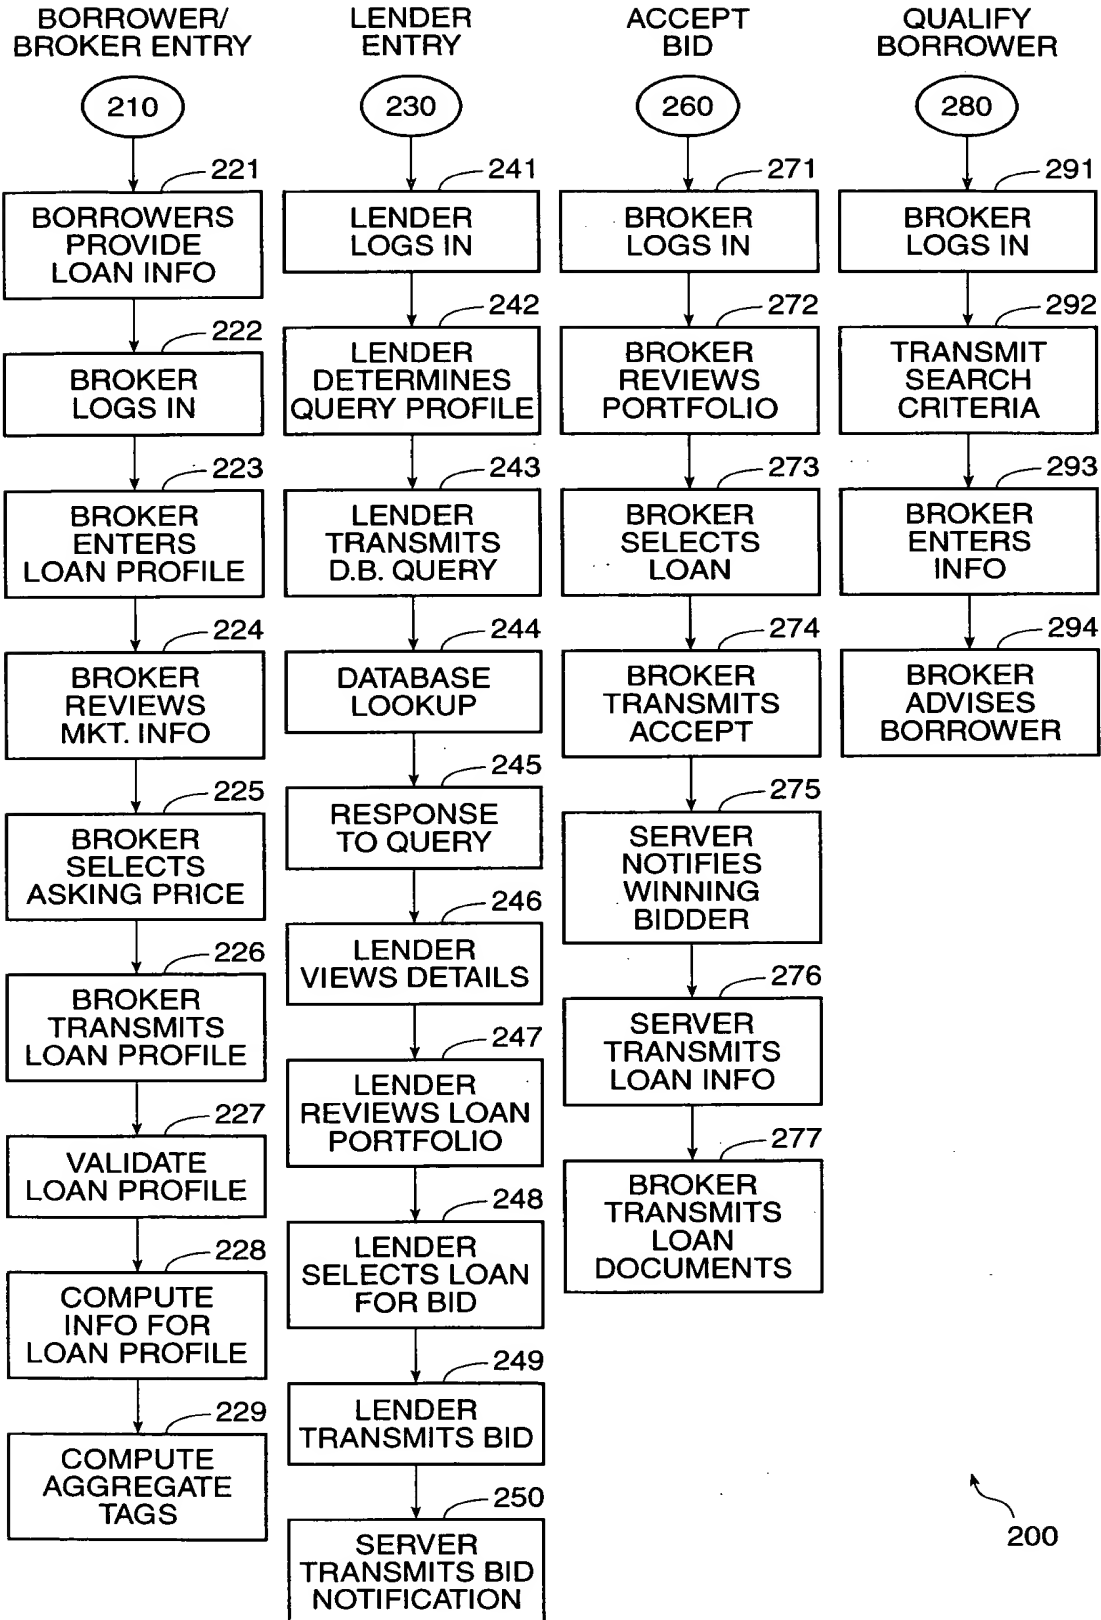 BORROWER/
BROKER ENTRY
210
221
BORROWERS
PROVIDE
LOAN INFO
222
BROKER
LOGS IN
223
BROKER
ENTERS
LOAN PROFILE
224
BROKER
REVIEWS
MKT. INFO
225
BROKER
SELECTS
ASKING PRICE
226
BROKER
TRANSMITS
LOAN PROFILE
227
VALIDATE
LOAN PROFILE
228
COMPUTE
INFO FOR
LOAN PROFILE
229
COMPUTE
AGGREGATE
TAGS
LENDER
ENTRY
230
241
LENDER
LOGS IN
242
LENDER
DETERMINES
QUERY PROFILE
243
LENDER
TRANSMITS
D.B. QUERY
244
DATABASE
LOOKUP
245
RESPONSE
TO QUERY
246
LENDER
VIEWS DETAILS
247
LENDER
REVIEWS LOAN
PORTFOLIO
248
LENDER
SELECTS LOAN
FOR BID
249
LENDER
TRANSMITS BID
250
SERVER
TRANSMITS BID
NOTIFICATION
ACCEPT
BID
260
271
BROKER
LOGS IN
272
BROKER
REVIEWS
PORTFOLIO
273
BROKER
SELECTS
LOAN
274
BROKER
TRANSMITS
ACCEPT
275
SERVER
NOTIFIES
WINNING
BIDDER
276
SERVER
TRANSMITS
LOAN INFO
277
BROKER
TRANSMITS
LOAN
DOCUMENTS
QUALIFY
BORROWER
280
291
BROKER
LOGS IN
292
TRANSMIT
SEARCH
CRITERIA
293
BROKER
ENTERS
INFO
294
BROKER
ADVISES
BORROWER
200